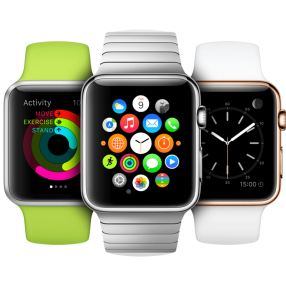 Activity
MOVE
EXERCISE
STAND
9
15:00